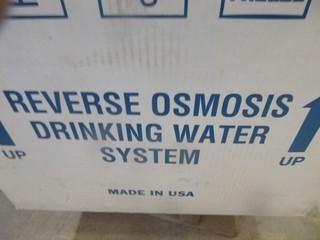 REVERSE OSMOSIS
DRINKING WATER
SYSTEM
UP
UP
MADE IN USA